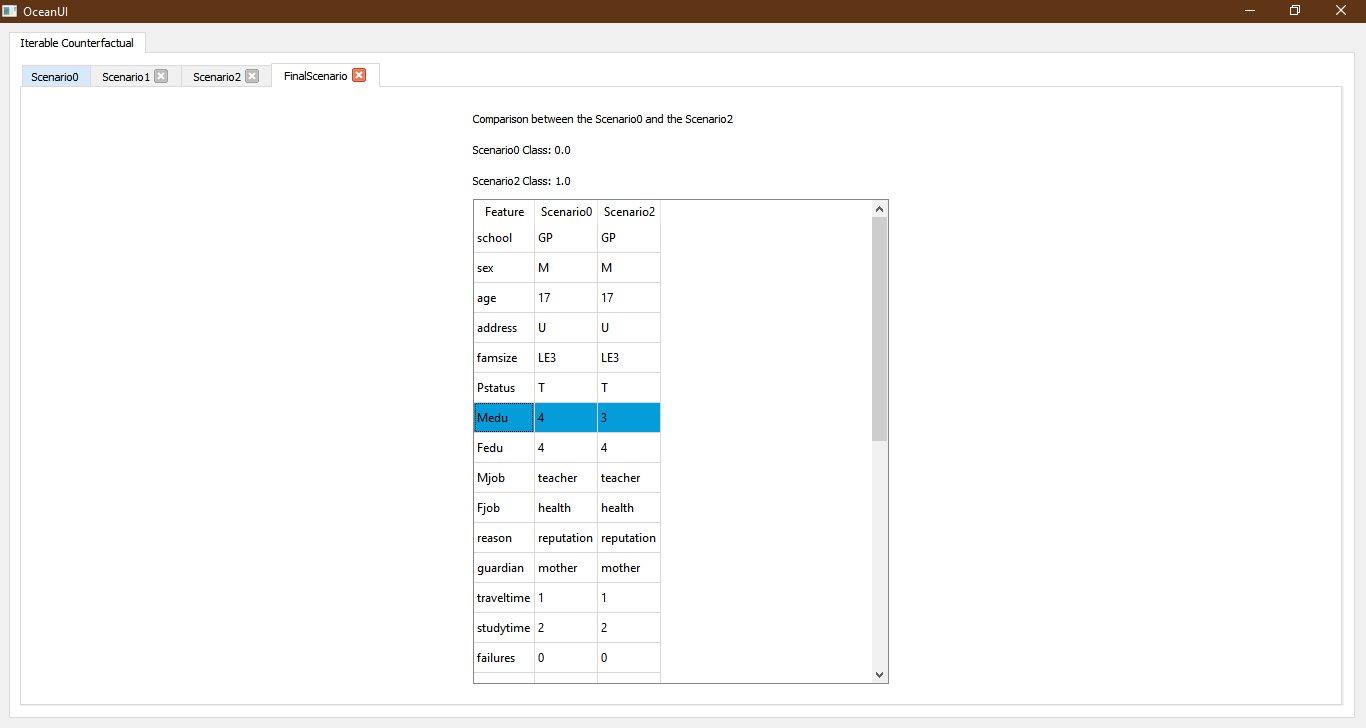 OceanUI
Iterable Counterfactual
Scenario0 Scenario1 Scenario2 FinalScenario
Comparison between the Scenario0 and the Scenario2
Scenario0 Class: 0.0
Scenario2 Class: 1.0
Feature Scenario0 Scenario2
school GP GP
sex M M
age 17 17
address U U
famsize LE3 LE3
Pstatus T T
Medu 4 3
Fedu 4 4
Mjob teacher teacher
Fjob health health
reason reputation reputation
guardian mother mother
traveltime 1 1
studytime 2 2
failures 0 0